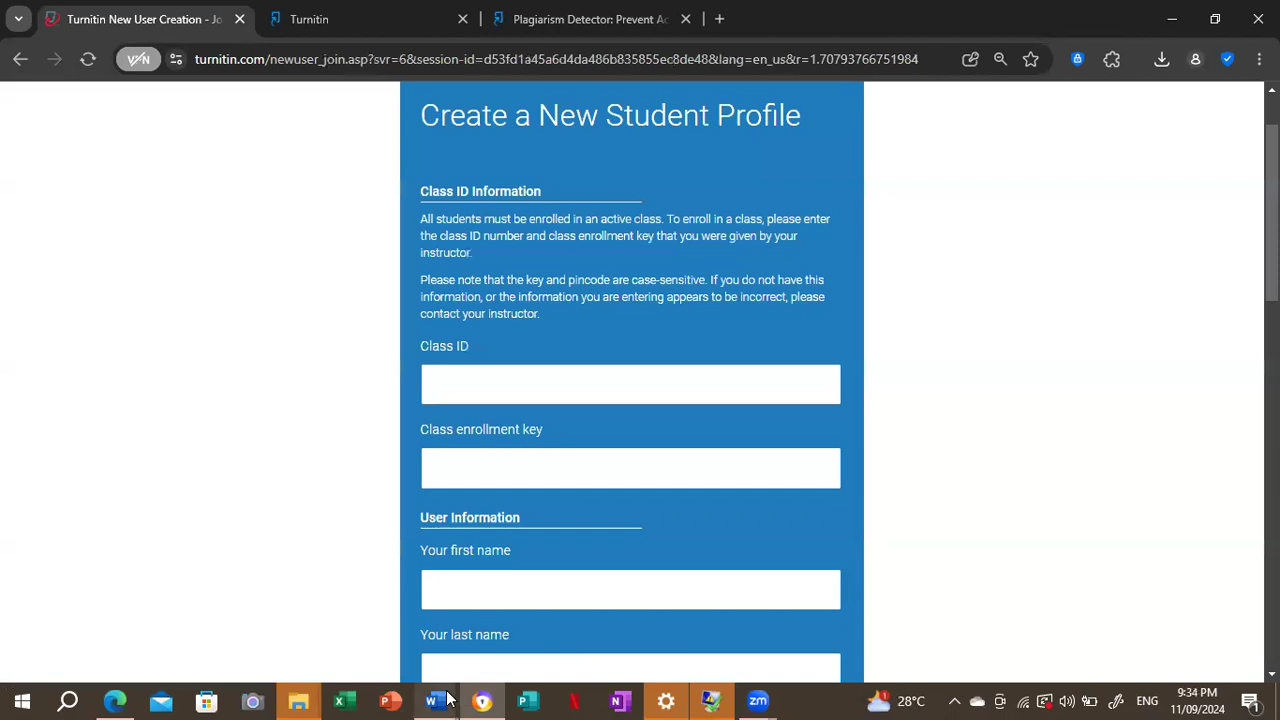 Turnitin New User Creation - Jo
Turnitin
Plagiarism Detector: Prevent Ac
turnitin.com/newuser_join.asp?svr=6&session-id=d53fd1a45a6d4da486b835855ec8de48&lang=en_us&r=1.70793766751984
Create a New Student Profile
Class ID Information
All students must be enrolled in an active class. To enroll in a class, please enter
the class ID number and class enrollment key that you were given by your
instructor.
Please note that the key and pincode are case-sensitive. If you do not have this
information, or the information you are entering appears to be incorrect, please
contact your instructor.
Class ID
Class enrollment key
User Information
Your first name
Your last name
28°C
ENG
9:34 PM
11/09/2024